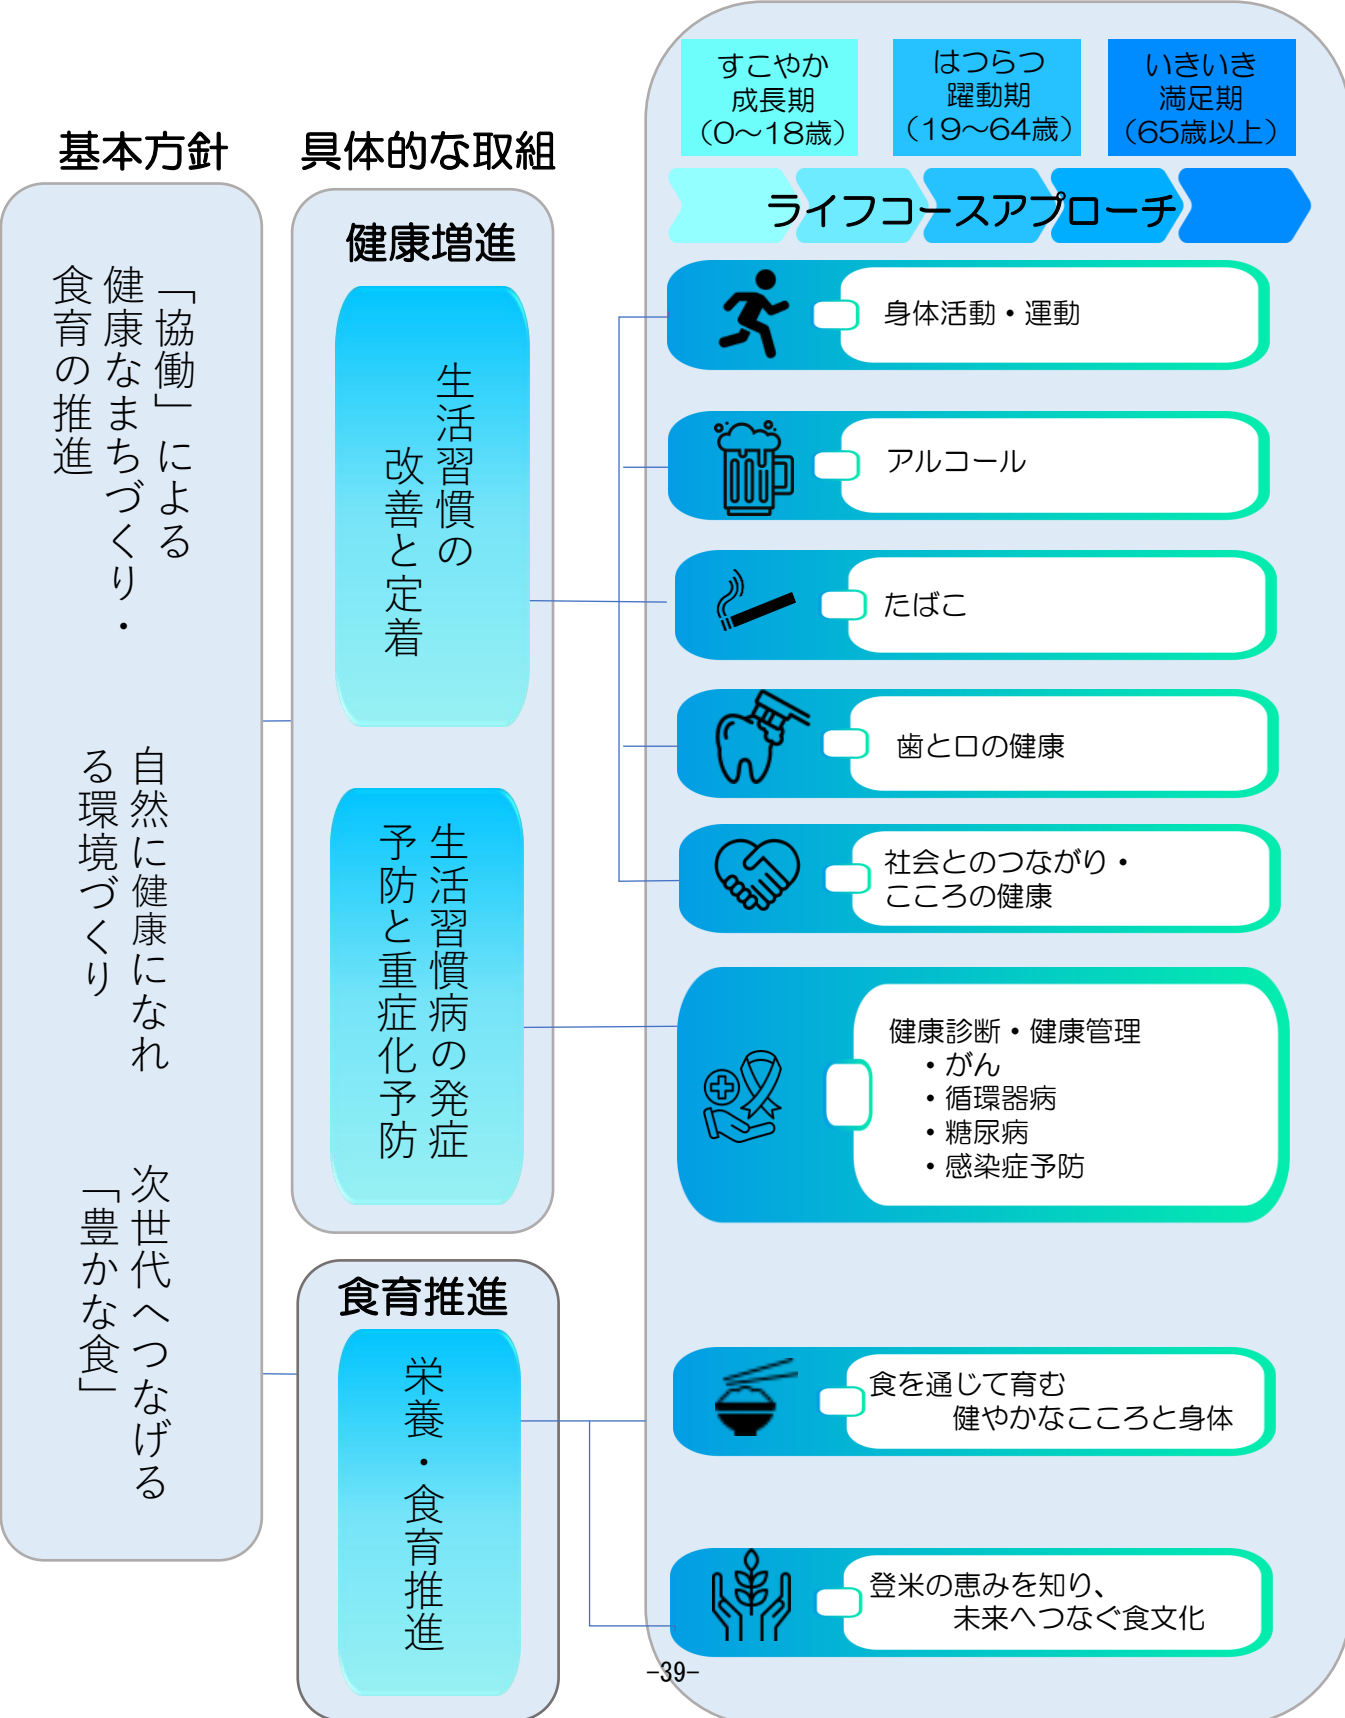 基本方針
「協働」による
健康なまちづくり・
食育の推進
自然に健康になれ
る環境づくり
次世代へつなげる
「豊かな食」
具体的な取組
健康増進
生活習慣の
改善と定着
生活習慣病の発症
予防と重症化予防
食育推進
栄養・食育推進
すこやか
成長期
（0～18歳）
はつらつ
躍動期
（19～64歳）
いきいき
満足期
（65歳以上）
ライフコースアプローチ
身体活動・運動
アルコール
たばこ
歯と口の健康
社会とのつながり・
こころの健康
健康診断・健康管理
・がん
・循環器病
・糖尿病
・感染症予防
食を通じて育む
健やかなこころと身体
登米の恵みを知り、
未来へつなぐ食文化
-39-